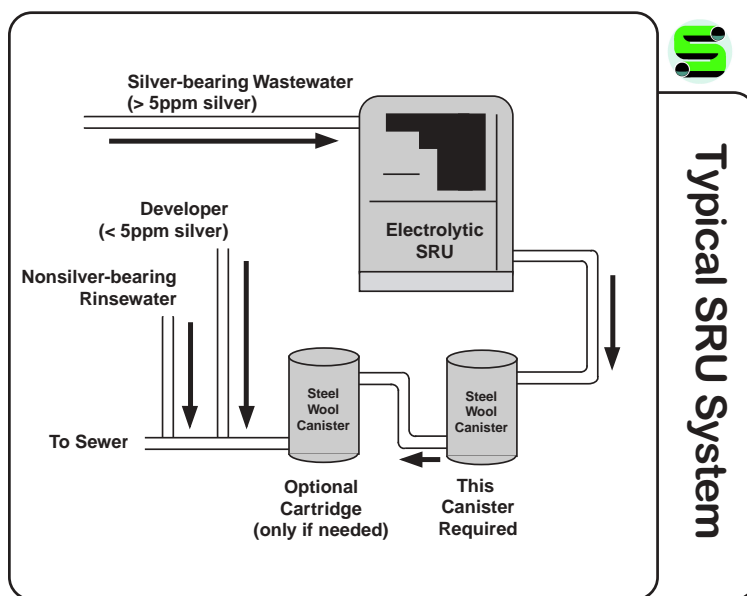 Silver-bearing Wastewater
(> 5ppm silver)
Developer
(< 5ppm silver)
Nonsilver-bearing
Rinsewater
Electrolytic
SRU
Steel
Wool
Canister
Steel
Wool
Canister
To Sewer
Optional
Cartridge
(only if needed)
This
Canister
Required
Typical SRU System